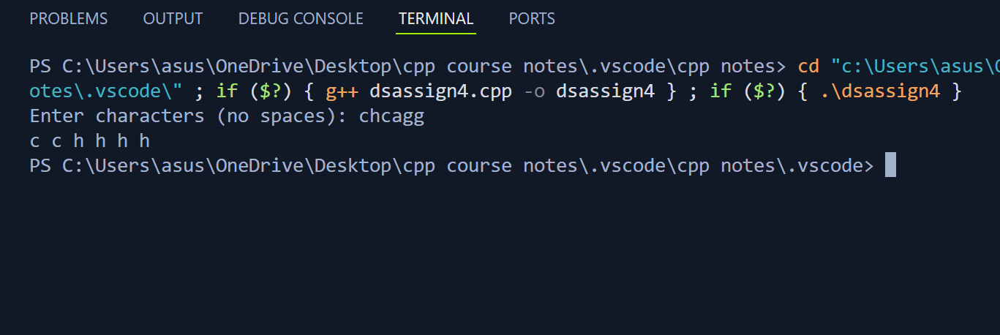 PROBLEMS OUTPUT DEBUG CONSOLE TERMINAL PORTS
PS C:\Users\asus\OneDrive\Desktop\cpp course notes\.vscode\cpp notes> cd "c:\Users\asus\
otes\.vscode\" ; if ($?) { g++ dsassign4.cpp -o dsassign4 } ; if ($?) { .\dsassign4 }
Enter characters (no spaces): chcagg
c c h h h h
PS C:\Users\asus\OneDrive\Desktop\cpp course notes\.vscode\cpp notes\.vscode>